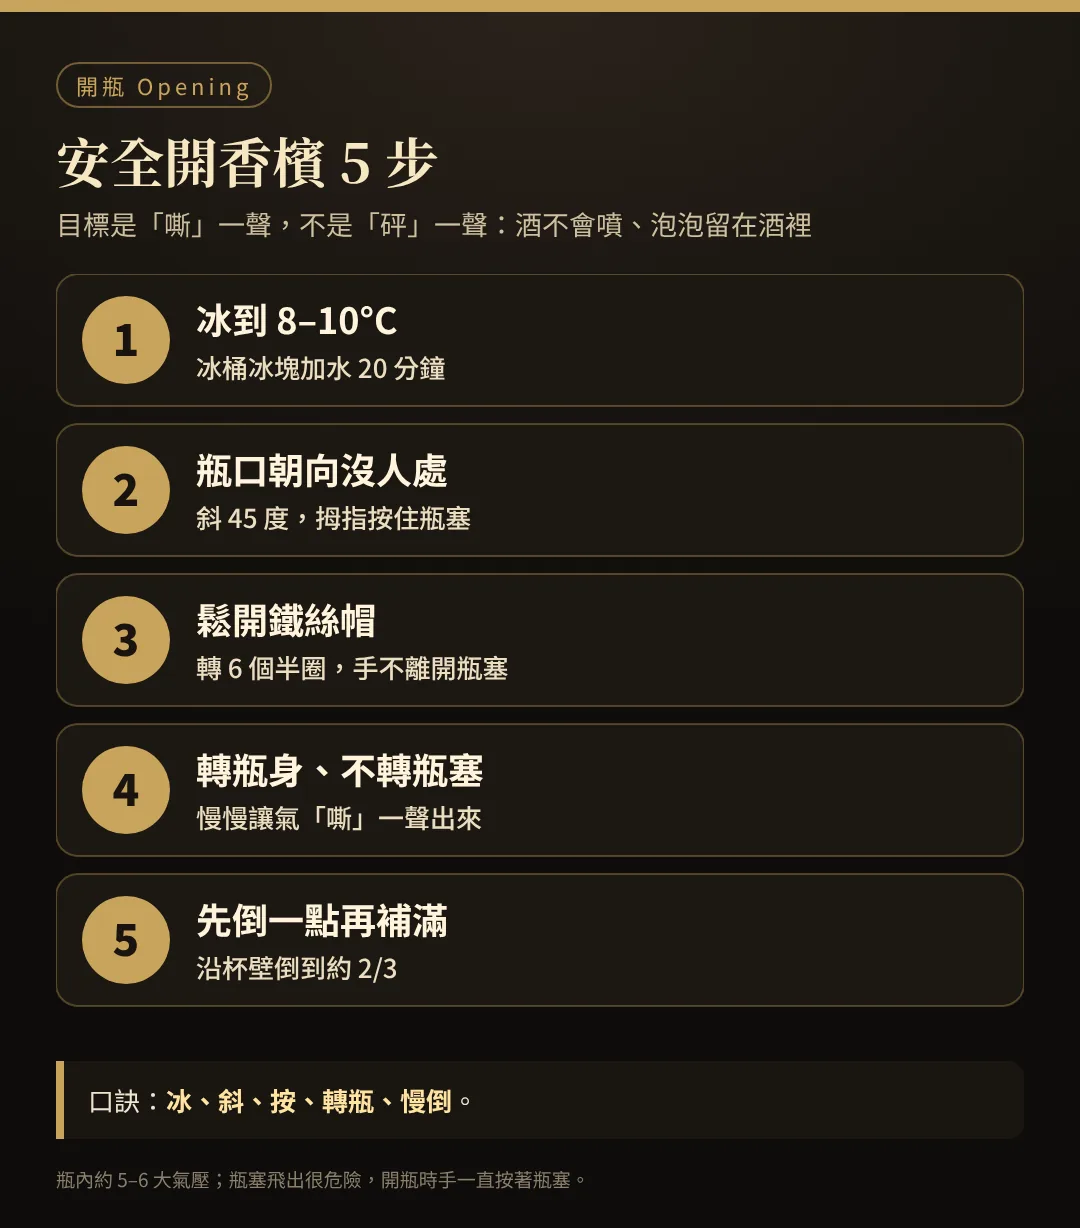 開瓶 Opening
安全開香檳 5 步
目標是「嘶」一聲，不是「砰」一聲：酒不會噴、泡泡留在酒裡
1
冰到 8–10°C
冰桶冰塊加水 20 分鐘
2
瓶口朝向沒人處
斜 45 度，拇指按住瓶塞
3
鬆開鐵絲帽
轉 6 個半圈，手不離開瓶塞
4
轉瓶身、不轉瓶塞
慢慢讓氣「嘶」一聲出來
5
先倒一點再補滿
沿杯壁倒到約 2/3
口訣：冰、斜、按、轉瓶、慢倒。
瓶內約 5–6 大氣壓；瓶塞飛出很危險，開瓶時手一直按著瓶塞。